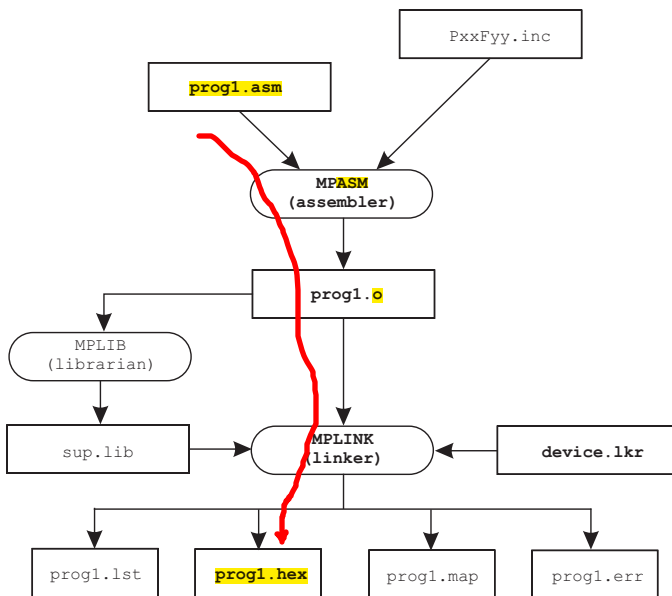 PxxFyy.inc
prog1.asm
MPASM
(assembler)
prog1.o
MPLIB
(librarian)
sup.lib
MPLINK
(linker)
device.lkr
prog1.lst
prog1.hex
prog1.map
prog1.err